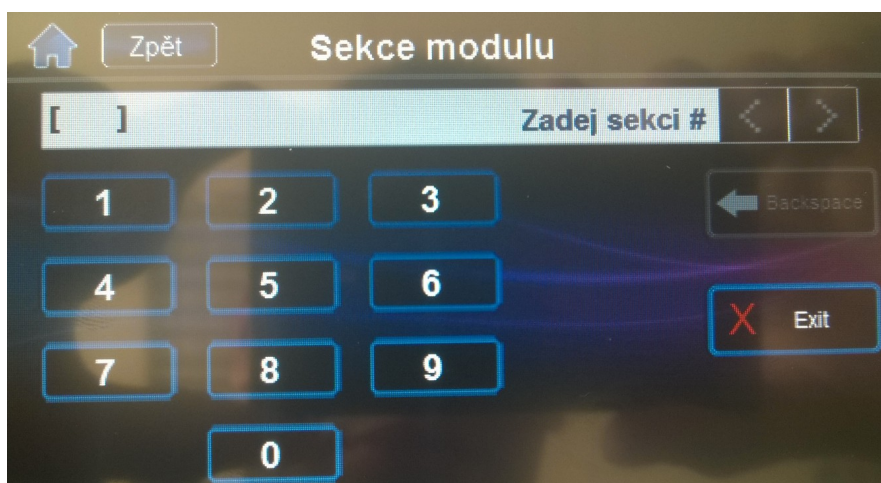 Zpět Sekce modulu
[ ] Zadej sekci # < >
1 2 3 Backspace
4 5 6 X Exit
7 8 9
0